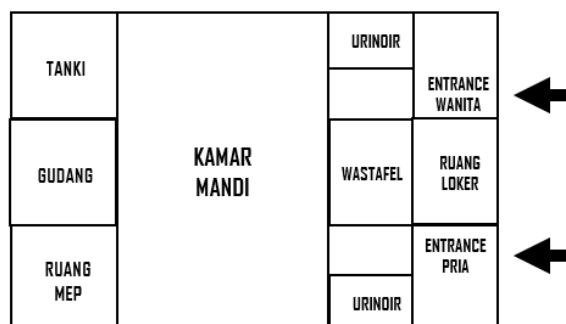 URINOIR
TANKI
ENTRANCE
WANITA
GUDANG
KAMAR
MANDI
WASTAFEL
RUANG
LOKER
ENTRANCE
PRIA
RUANG
MEP
URINOIR